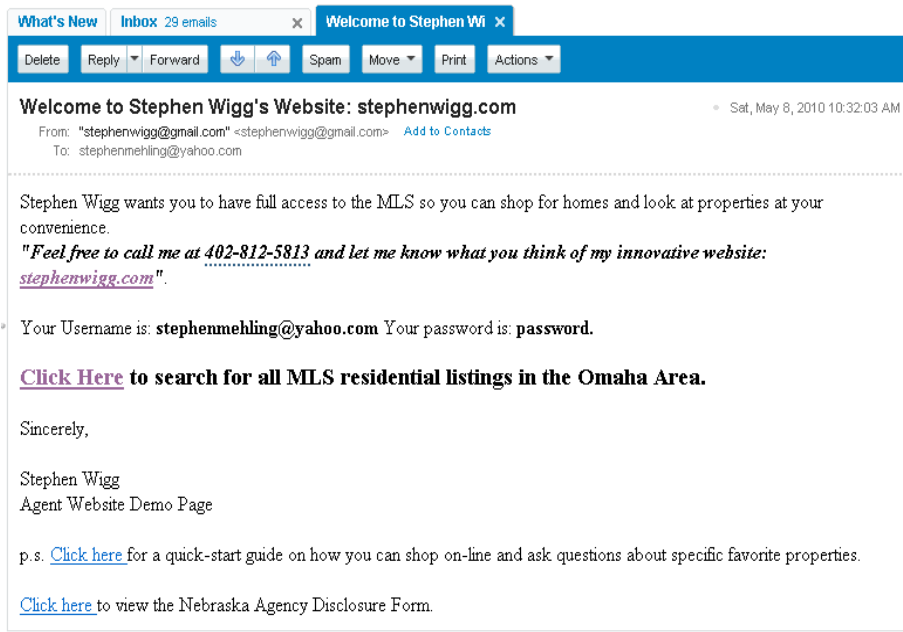 What's New Inbox 29 emails x Welcome to Stephen Wi x
Delete Reply Forward Spam Move Print Actions
Welcome to Stephen Wigg's Website: stephenwigg.com Sat, May 8, 2010 10:32:03 AM
From: "stephenwigg@gmail.com" <stephenwigg@gmail.com> Add to Contacts
To: stephenmehling@yahoo.com
Stephen Wigg wants you to have full access to the MLS so you can shop for homes and look at properties at your
convenience.
"Feel free to call me at 402-812-5813 and let me know what you think of my innovative website:
stephenwigg.com".
Your Username is: stephenmehling@yahoo.com Your password is: password.
Click Here to search for all MLS residential listings in the Omaha Area.
Sincerely,
Stephen Wigg
Agent Website Demo Page
p.s. Click here for a quick-start guide on how you can shop on-line and ask questions about specific favorite properties.
Click here to view the Nebraska Agency Disclosure Form.